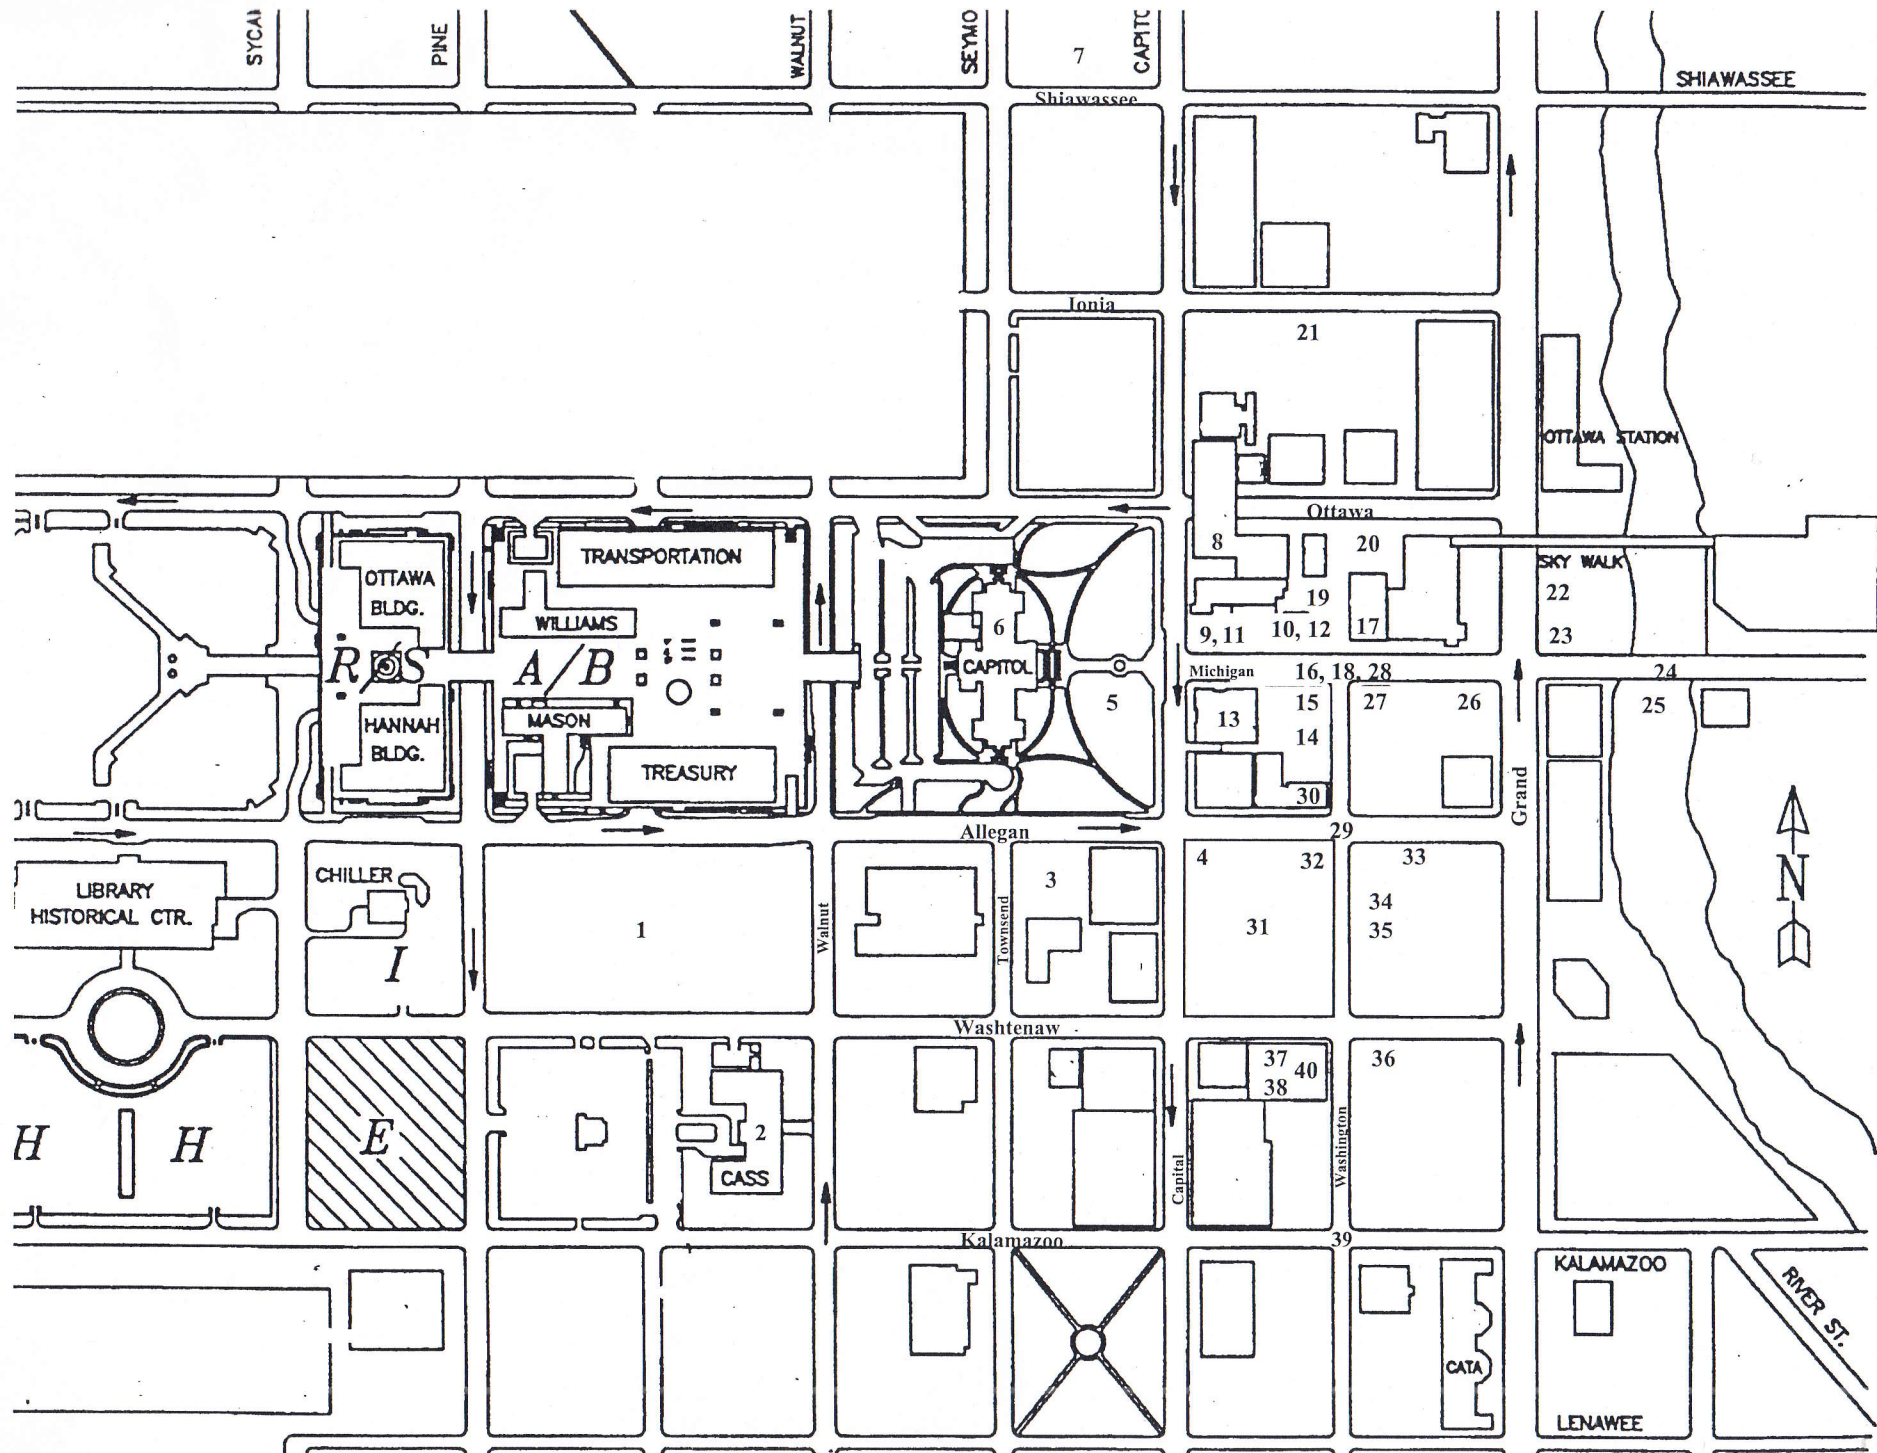 SYCA
PINE
WALNUT
SEYMO
CAPITO
7
SHIAWASSEE
Shiawassee
Ionia
21
OTTAWA STATION
Ottawa
TRANSPORTATION
8
20
OTTAWA
BLDG.
SKY WALK
22
WILLIAMS
6
19
9, 11
10, 12
17
23
R
S
A/B
CAPITOL
Michigan
16, 18, 28
24
HANNAH
BLDG.
MASON
5
13
15
14
27
26
25
TREASURY
30
Grand
Allegan
29
LIBRARY
HISTORICAL CTR.
CHILLER
I
1
Walnut
Townsend
3
4
32
33
31
34
35
N
Washtenaw
37
38
40
36
H
H
E
2
CASS
Capital
Washington
Kalamazoo
39
KALAMAZOO
RIVER ST.
CATA
LENAWEE